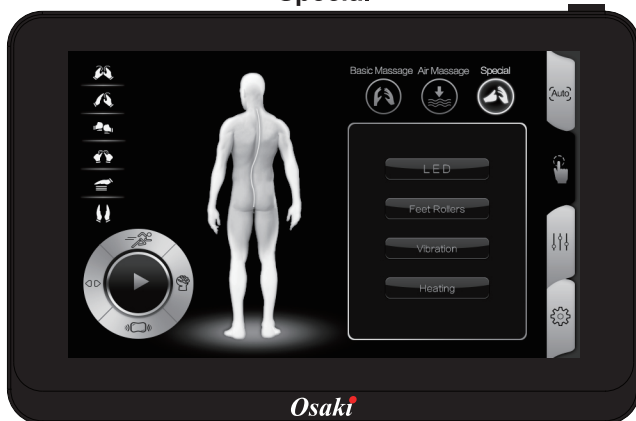 Special
Basic Massage Air Massage Special
Auto
LED
Feet Rollers
Vibration
Heating
Osaki